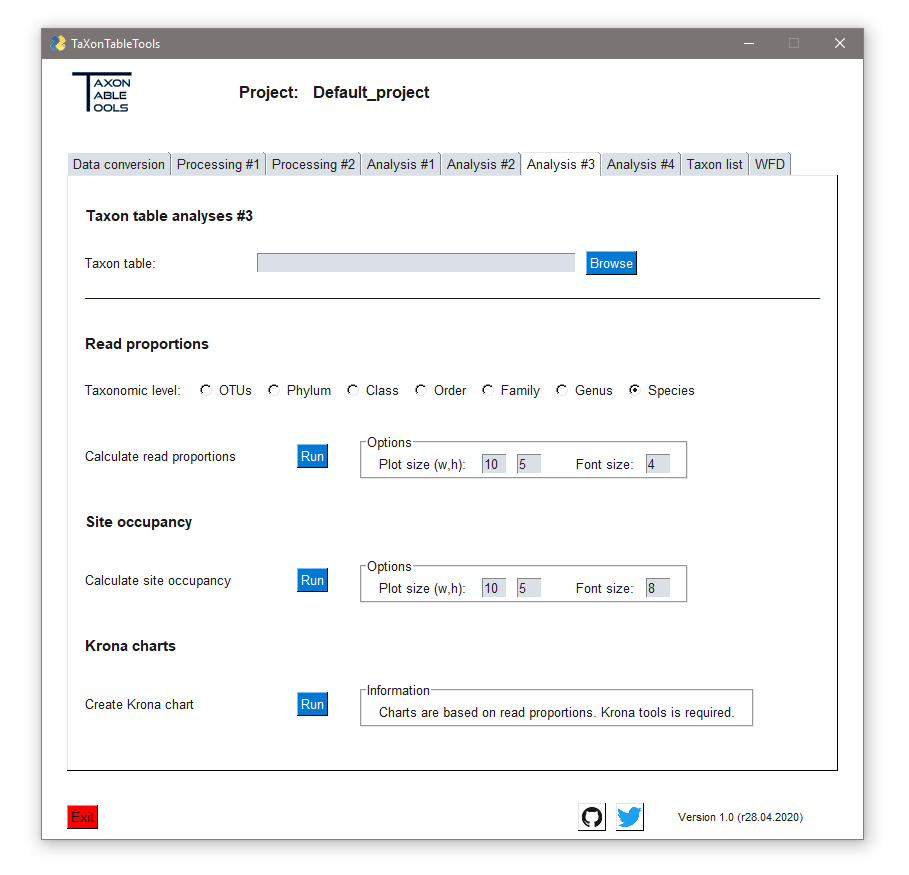 TaXonTableTools
TAXON
TABLE
TOOLS
Project: Default_project
Data conversion Processing #1 Processing #2 Analysis #1 Analysis #2 Analysis #3 Analysis #4 Taxon list WFD
Taxon table analyses #3
Taxon table: Browse
Read proportions
Taxonomic level: OTUs Phylum Class Order Family Genus Species
Options
Calculate read proportions Run Plot size (w,h): 10 5 Font size: 4
Site occupancy
Options
Calculate site occupancy Run Plot size (w,h): 10 5 Font size: 8
Krona charts
Information
Create Krona chart Run Charts are based on read proportions. Krona tools is required.
Exit Version 1.0 (r28.04.2020)